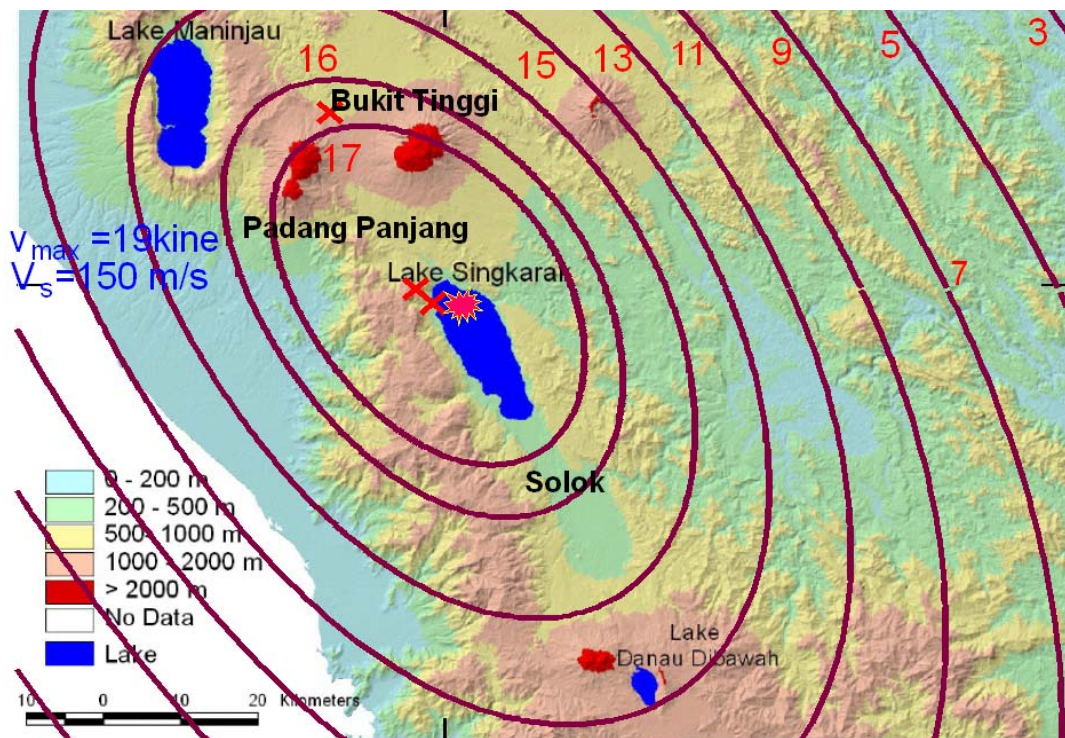 Lake Maninjau
16
15
13
11
9
5
3
Bukit Tinggi
17
Padang Panjang
vmax =19kine
Vs=150 m/s
Lake Singkarak
7
Solok
0 - 200 m
200 - 500 m
500- 1000 m
1000 - 2000 m
> 2000 m
No Data
Lake
Lake
Danau Dibawah
10 0 10 20 Kilometers